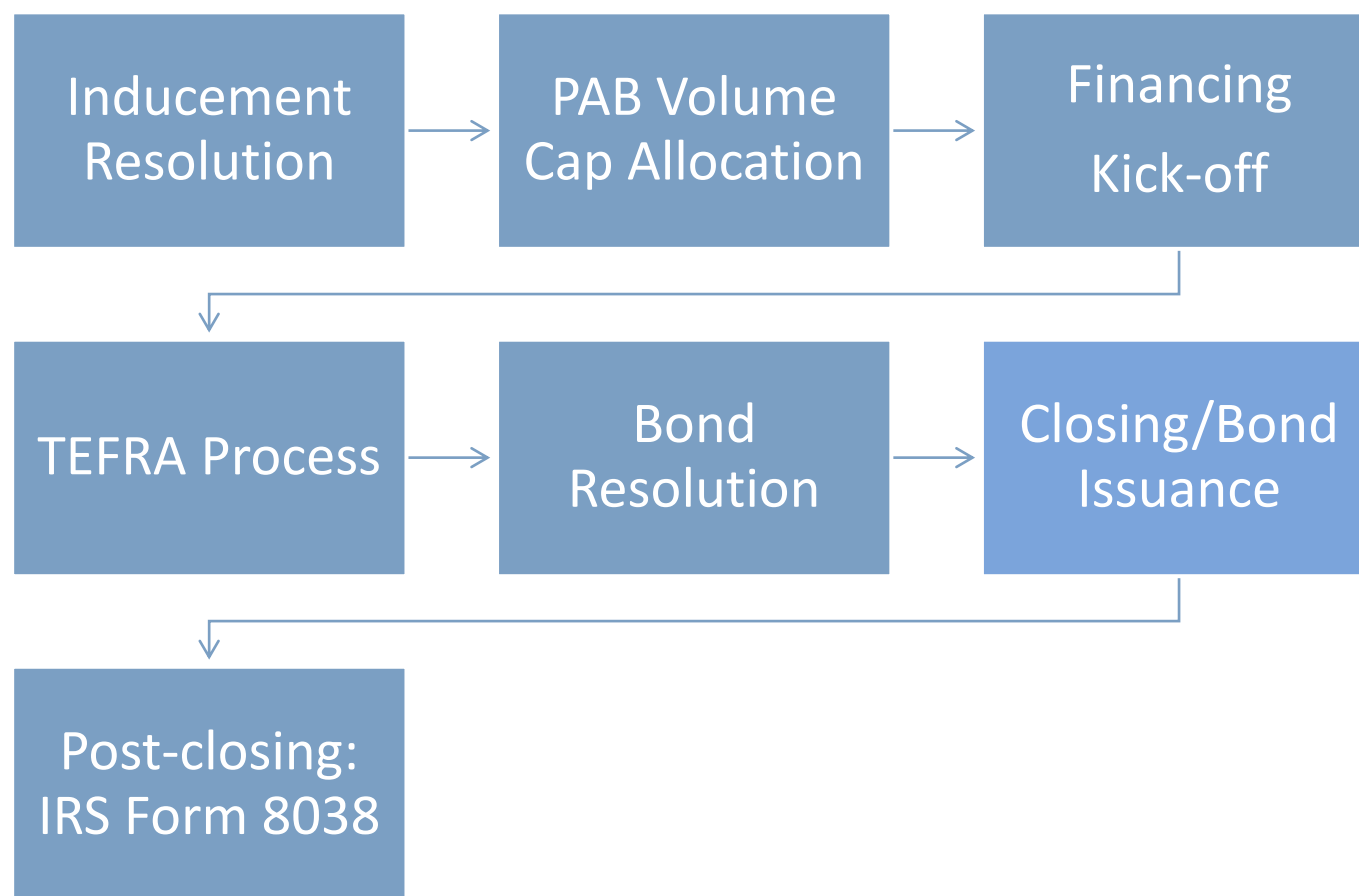 Inducement
Resolution
PAB Volume
Cap Allocation
Financing
Kick-off
TEFRA Process
Bond
Resolution
Closing/Bond
Issuance
Post-closing:
IRS Form 8038